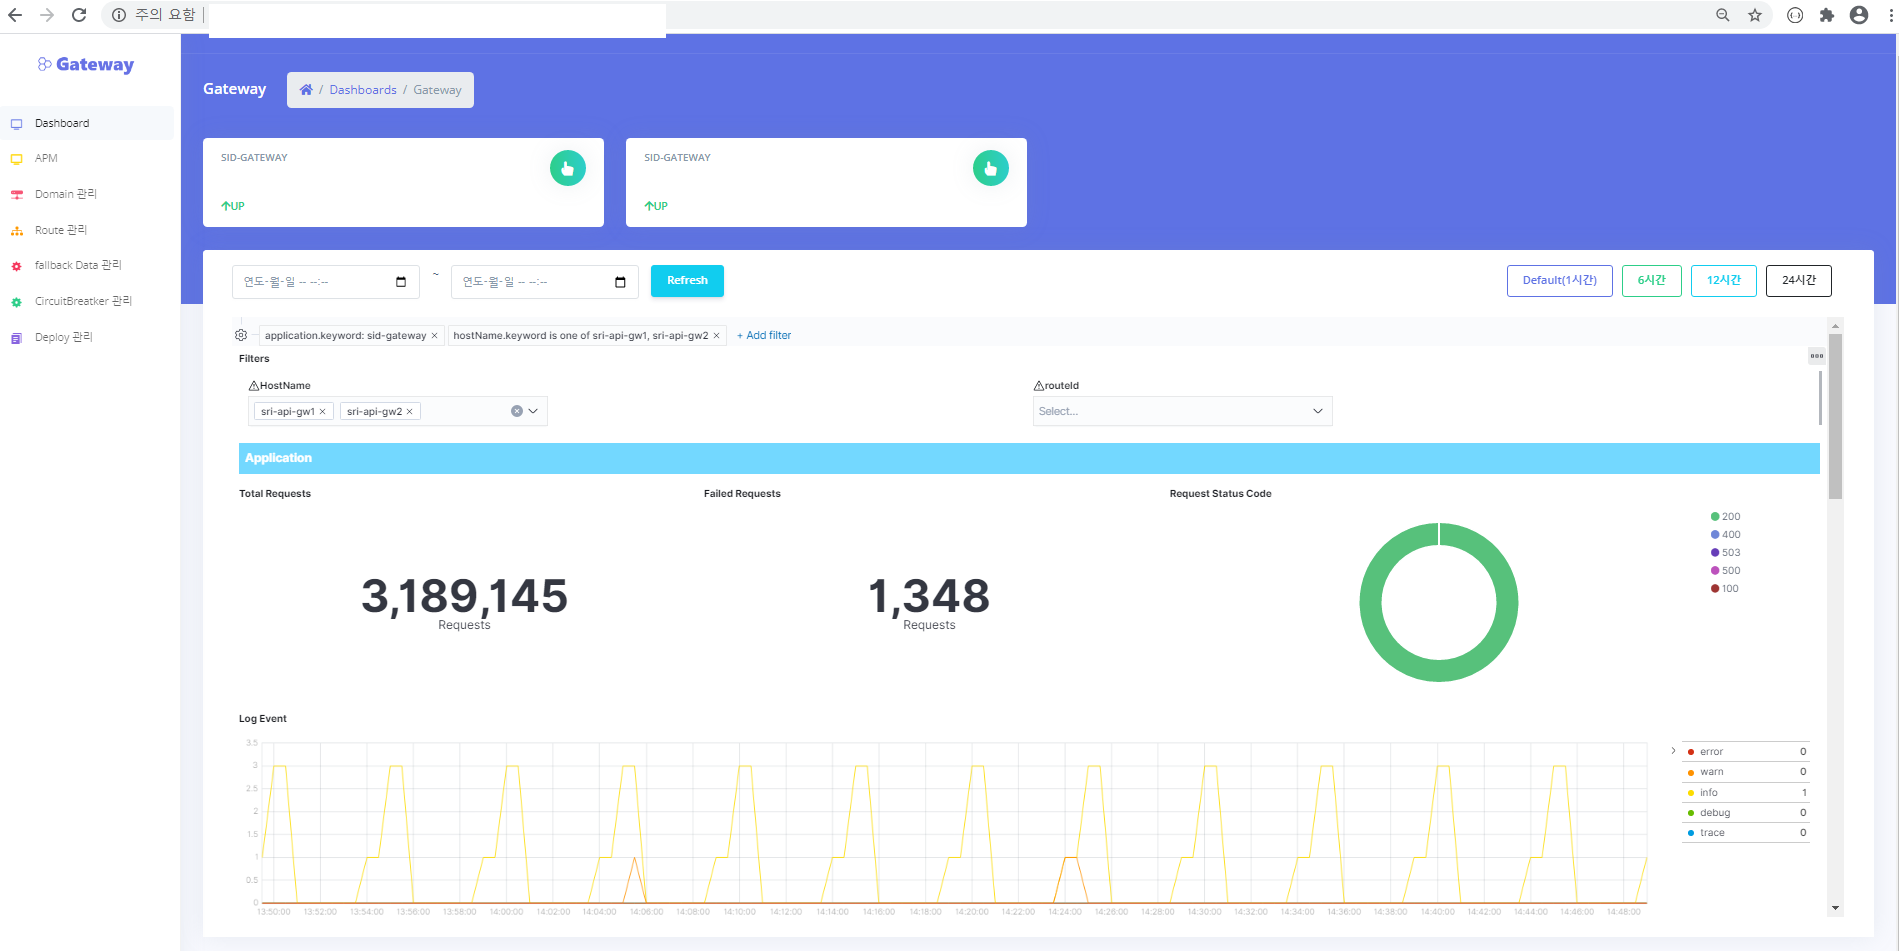 주의 요함
Gateway
Dashboard
APM
Domain 관리
Route 관리
fallback Data 관리
CircuitBreatker 관리
Deploy 관리
Gateway
/ Dashboards / Gateway
SID-GATEWAY
UP
SID-GATEWAY
UP
연도-월-일 -- --:-- ~ 연도-월-일 -- --:-- Refresh
Default(1시간) 6시간 12시간 24시간
application.keyword: sid-gateway × hostName.keyword is one of sri-api-gw1, sri-api-gw2 × + Add filter
Filters
HostName
sri-api-gw1 × sri-api-gw2 ×
routeId
Select...
Application
Total Requests
3,189,145
Requests
Failed Requests
1,348
Requests
Request Status Code
200
400
503
500
100
Log Event
3.5
3
2.5
2
1.5
1
0.5
0
13:50:00 13:52:00 13:54:00 13:56:00 13:58:00 14:00:00 14:02:00 14:04:00 14:06:00 14:08:00 14:10:00 14:12:00 14:14:00 14:16:00 14:18:00 14:20:00 14:22:00 14:24:00 14:26:00 14:28:00 14:30:00 14:32:00 14:34:00 14:36:00 14:38:00 14:40:00 14:42:00 14:44:00 14:46:00 14:48:00
error 0
warn 0
info 1
debug 0
trace 0